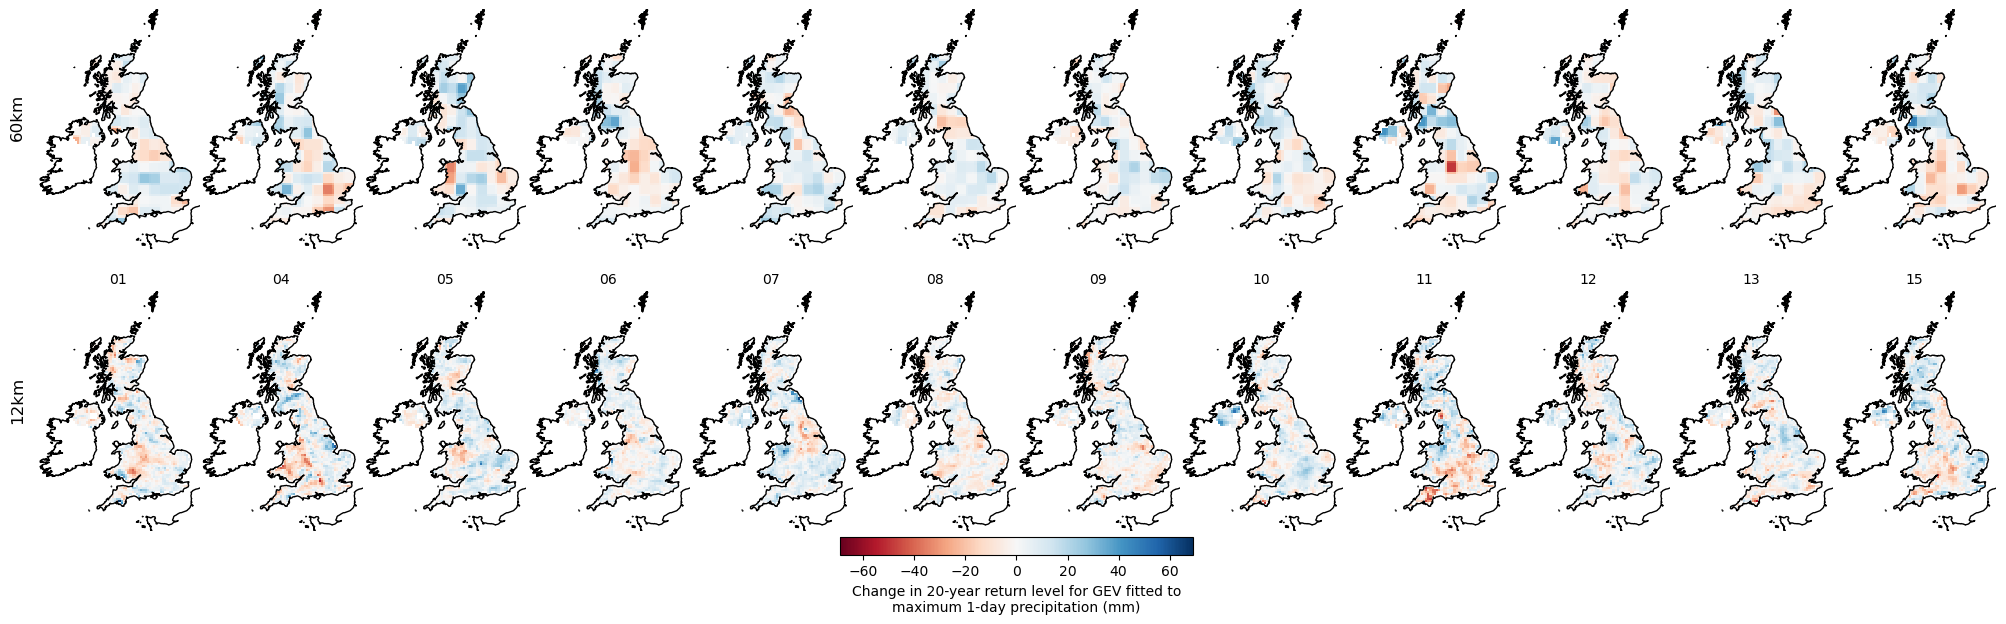 60km
01 04 05 06 07 08 09 10 11 12 13 15
12km
−60 −40 −20 0 20 40 60
Change in 20-year return level for GEV fitted to
maximum 1-day precipitation (mm)